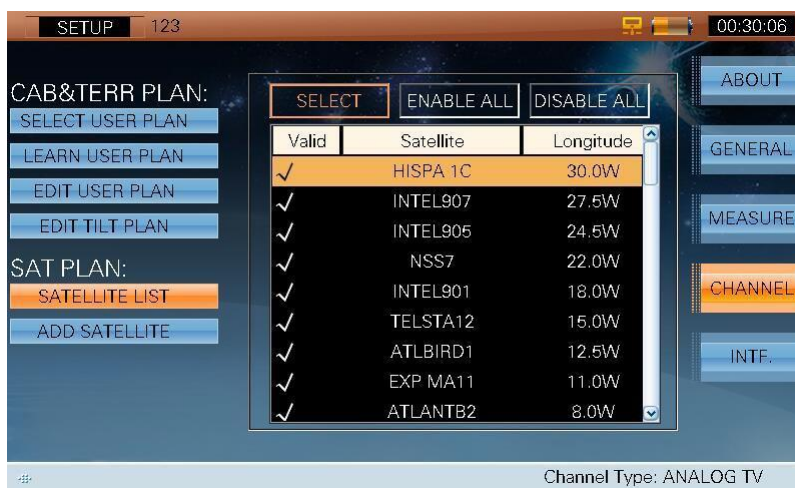 SETUP 123 00:30:06
CAB&TERR PLAN:
SELECT USER PLAN
LEARN USER PLAN
EDIT USER PLAN
EDIT TILT PLAN
SAT PLAN:
SATELLITE LIST
ADD SATELLITE
SELECT ENABLE ALL DISABLE ALL
Valid Satellite Longitude
HISPA 1C 30.0W
INTEL907 27.5W
INTEL905 24.5W
NSS7 22.0W
INTEL901 18.0W
TELSTA12 15.0W
ATLBIRD1 12.5W
EXP MA11 11.0W
ATLANTB2 8.0W
ABOUT
GENERAL
MEASURE
CHANNEL
INTF.
Channel Type: ANALOG TV